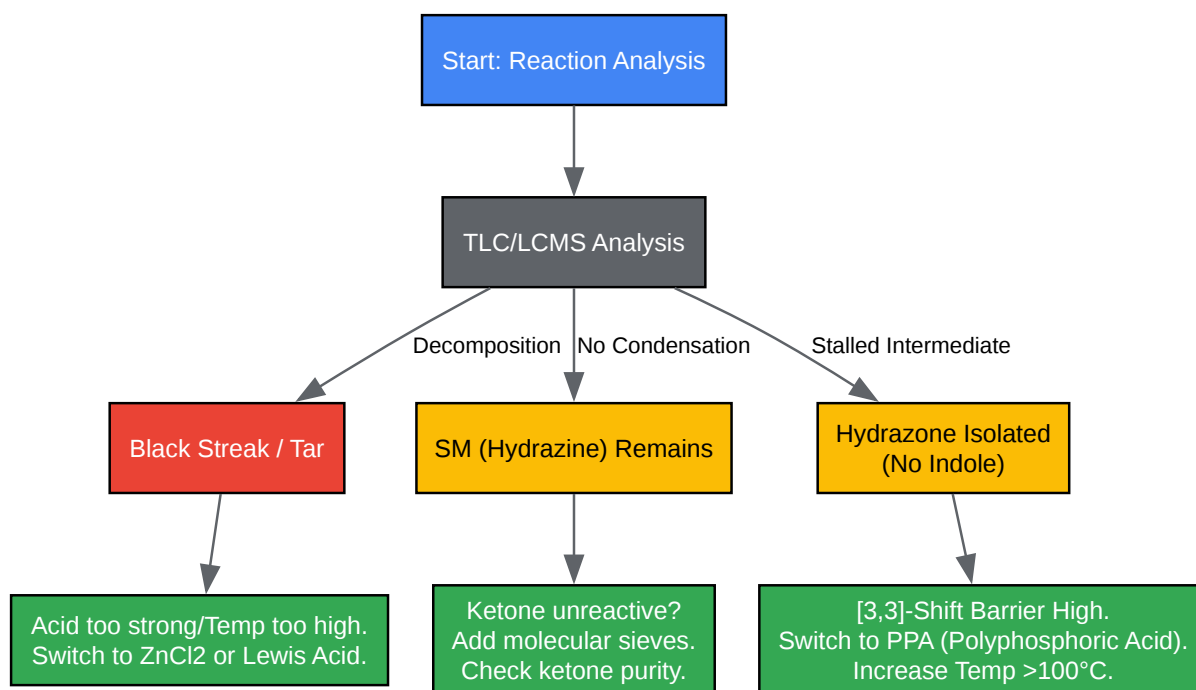 Start: Reaction Analysis
TLC/LCMS Analysis
Decomposition
No Condensation
Stalled Intermediate
Black Streak / Tar
SM (Hydrazine) Remains
Hydrazone Isolated
(No Indole)
Acid too strong/Temp too high.
Switch to ZnCl2 or Lewis Acid.
Ketone unreactive?
Add molecular sieves.
Check ketone purity.
[3,3]-Shift Barrier High.
Switch to PPA (Polyphosphoric Acid).
Increase Temp >100°C.